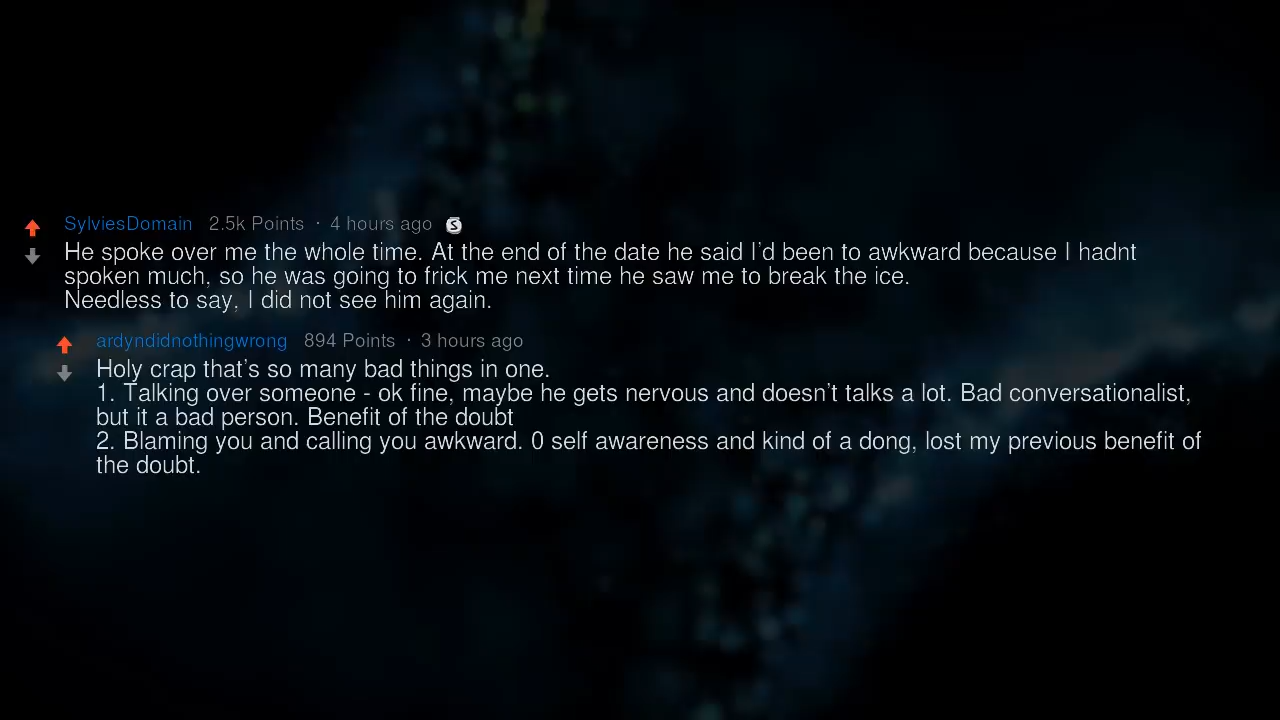 SylviesDomain 2.5k Points · 4 hours ago S
He spoke over me the whole time. At the end of the date he said I'd been to awkward because I hadnt
spoken much, so he was going to frick me next time he saw me to break the ice.
Needless to say, I did not see him again.
ardyndidnothingwrong 894 Points · 3 hours ago
Holy crap that's so many bad things in one.
1. Talking over someone - ok fine, maybe he gets nervous and doesn't talks a lot. Bad conversationalist,
but it a bad person. Benefit of the doubt
2. Blaming you and calling you awkward. 0 self awareness and kind of a dong, lost my previous benefit of
the doubt.